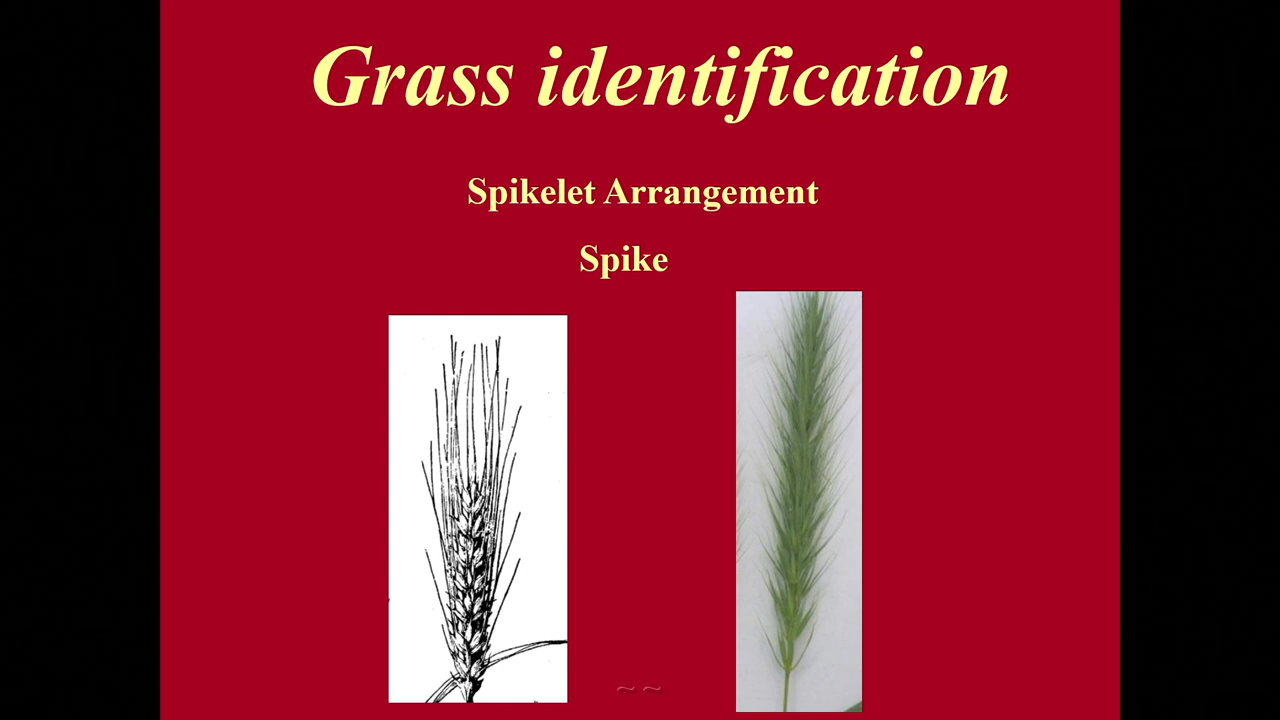 Grass identification
Spikelet Arrangement
Spike
~ ~